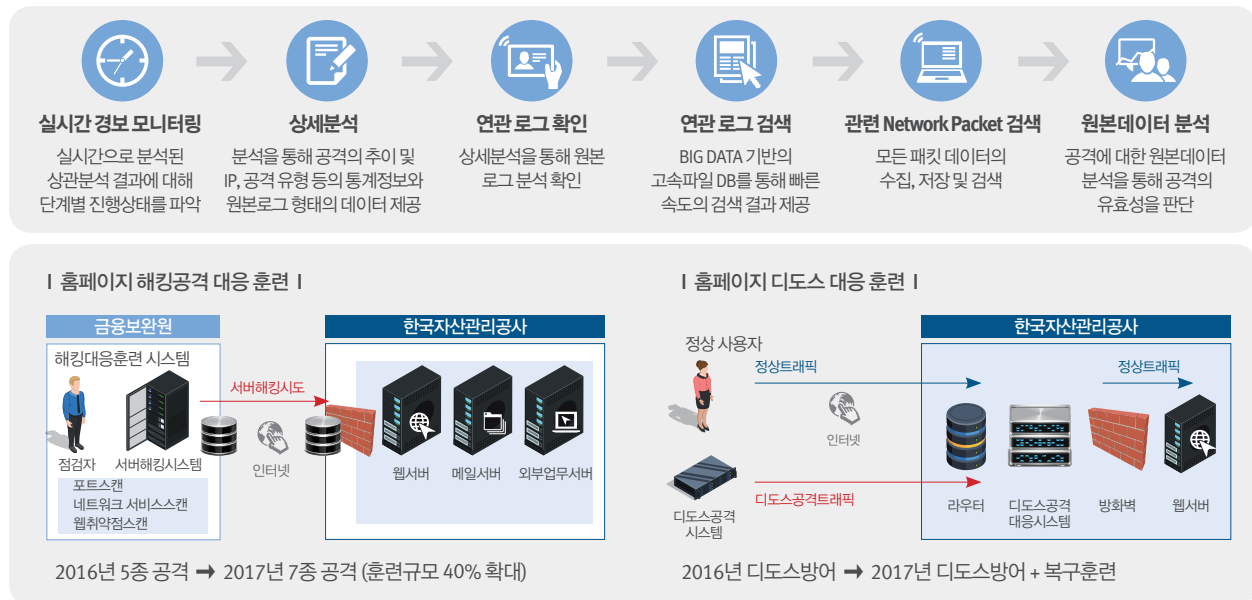 실시간 경보 모니터링
실시간으로 분석된
상관분석 결과에 대해
단계별 진행상태를 파악
상세분석
분석을 통해 공격의 추이 및
IP, 공격 유형 등의 통계정보와
원본로그 형태의 데이터 제공
연관 로그 확인
상세분석을 통해 원본
로그 분석 확인
연관 로그 검색
BIG DATA 기반의
고속파일 DB를 통해 빠른
속도의 검색 결과 제공
관련 Network Packet 검색
모든 패킷 데이터의
수집, 저장 및 검색
원본데이터 분석
공격에 대한 원본데이터
분석을 통해 공격의
유효성을 판단
I 홈페이지 해킹공격 대응 훈련 I
금융보완원
해킹대응훈련 시스템
점검자
서버해킹시스템
포트스캔
네트워크 서비스스캔
웹취약점스캔
서버해킹시도
인터넷
한국자산관리공사
웹서버
메일서버
외부업무서버
2016년 5종 공격 → 2017년 7종 공격 (훈련규모 40% 확대)
I 홈페이지 디도스 대응 훈련 I
정상 사용자
정상트래픽
인터넷
디도스공격트래픽
디도스공격
시스템
한국자산관리공사
정상트래픽
라우터
디도스공격
대응시스템
방화벽
웹서버
2016년 디도스방어 → 2017년 디도스방어 + 복구훈련